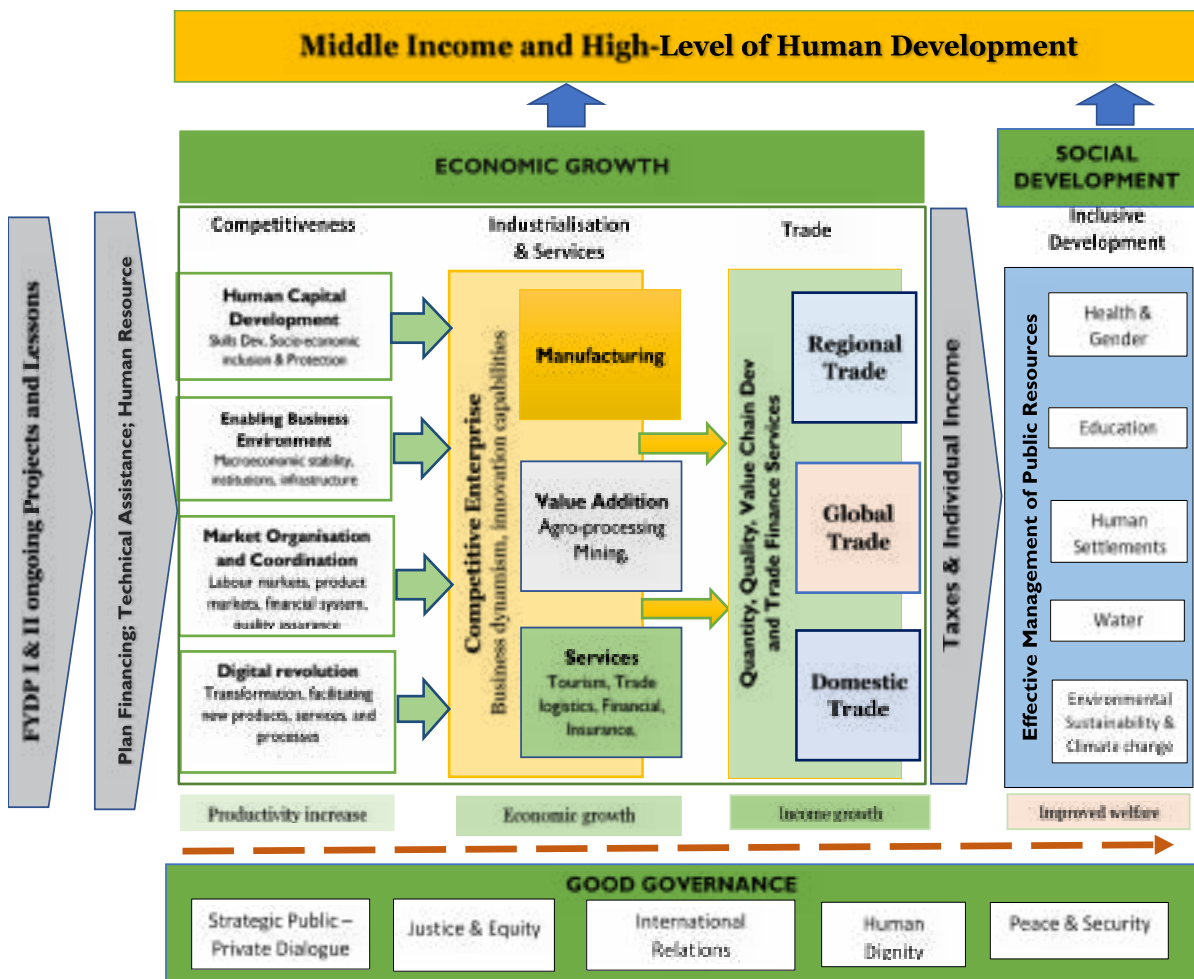 Middle Income and High-Level of Human Development
ECONOMIC GROWTH
SOCIAL
DEVELOPMENT
FYDP I & II ongoing Projects and Lessons
Plan Financing; Technical Assistance; Human Resource
Competitiveness
Human Capital
Development
Skills Dev. Socio-economic
inclusion & Protection
Enabling Business
Environment
Macroeconomic stability,
institutions, infrastructure
Market Organisation
and Coordination
Labour markets, product
markets, financial system,
quality assurance
Digital revolution
Transformation, facilitating
new products, services, and
processes
Industrialisation
& Services
Competitive Enterprise
Business dynamism, innovation capabilities
Manufacturing
Value Addition
Agro-processing
Mining,
Services
Tourism, Trade
logistics, Financial,
Insurance,
Trade
Quantity, Quality, Value Chain Dev
and Trade Finance Services
Regional
Trade
Global
Trade
Domestic
Trade
Taxes & Individual Income
Inclusive
Development
Effective Management of Public Resources
Health &
Gender
Education
Human
Settlements
Water
Environmental
Sustainability &
Climate change
Productivity increase
Economic growth
Income growth
Improved welfare
GOOD GOVERNANCE
Strategic Public –
Private Dialogue
Justice & Equity
International
Relations
Human
Dignity
Peace & Security